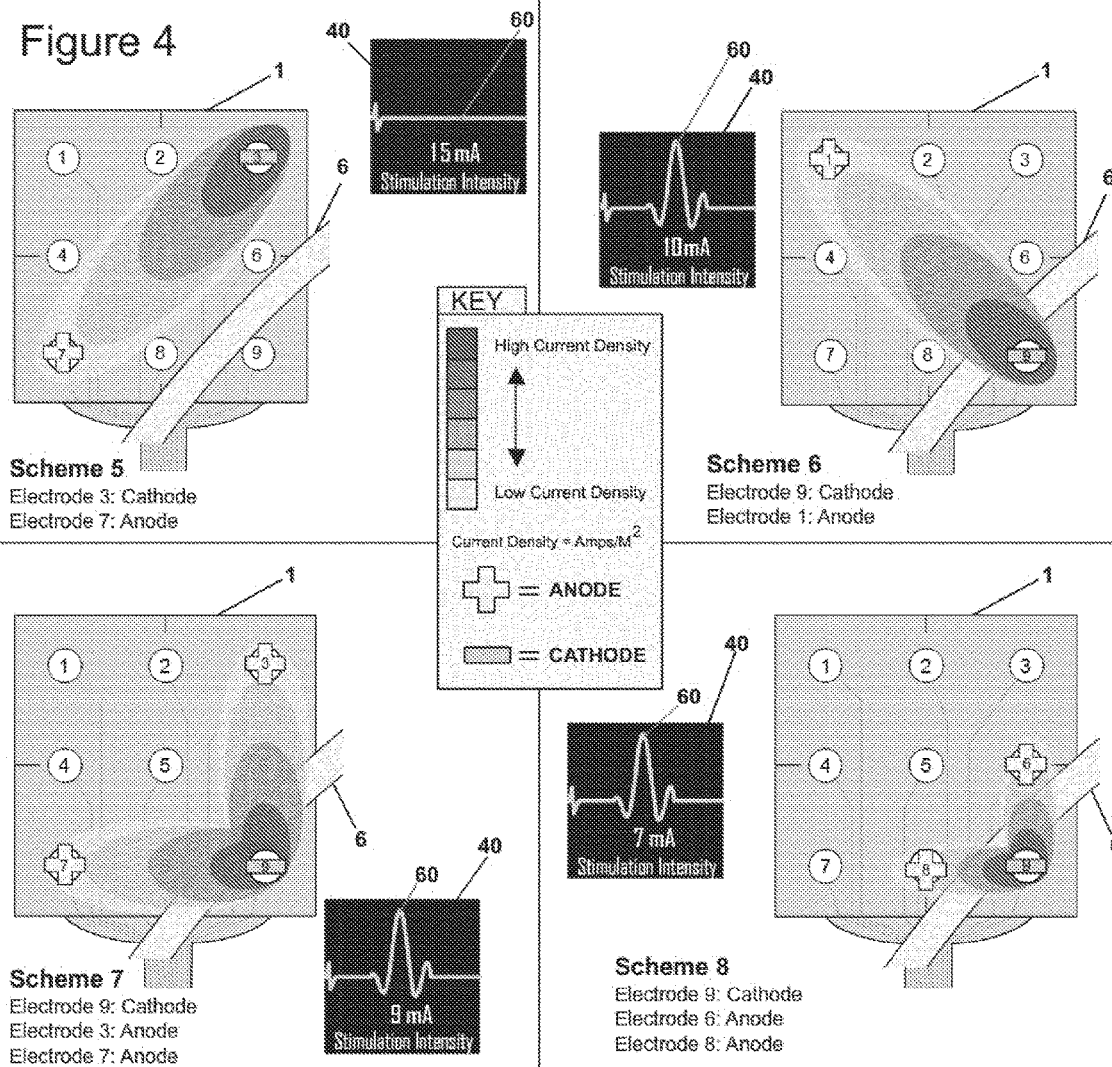 Figure 4
40
60
1
1
2
3
15 mA
Stimulation Intensity
6
4
6
7
8
9
Scheme 5
Electrode 3: Cathode
Electrode 7: Anode
60
40
1
1
2
3
6
10mA
Stimulation Intensity
4
6
7
8
9
Scheme 6
Electrode 9: Cathode
Electrode 1: Anode
KEY
High Current Density
Low Current Density
Current Density = Amps/M²
= ANODE
= CATHODE
1
1
2
3
4
5
6
7
9
60
40
9 mA
Stimulation Intensity
Scheme 7
Electrode 9: Cathode
Electrode 3: Anode
Electrode 7: Anode
1
40
60
1
2
3
4
5
6
7 mA
Stimulation Intensity
7
8
9
Scheme 8
Electrode 9: Cathode
Electrode 6: Anode
Electrode 8: Anode